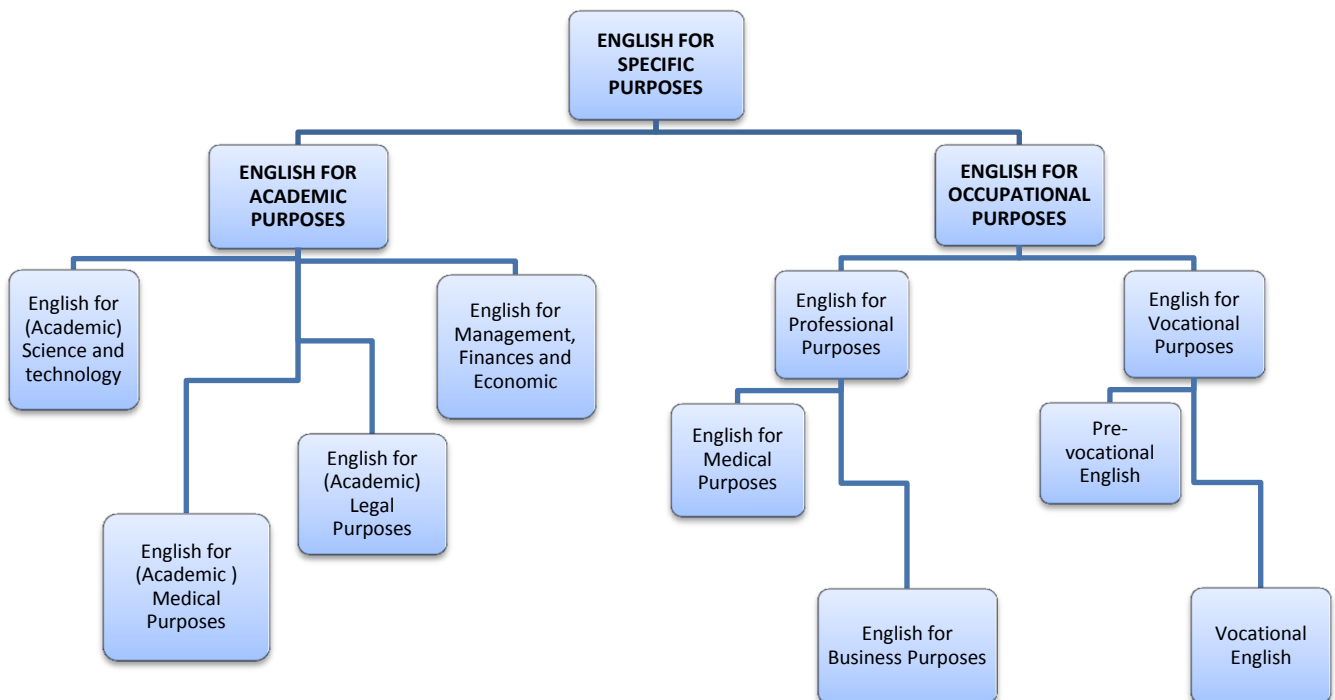 ENGLISH FOR
SPECIFIC
PURPOSES
ENGLISH FOR
ACADEMIC
PURPOSES
ENGLISH FOR
OCCUPATIONAL
PURPOSES
English for
(Academic)
Science and
technology
English for
Management,
Finances and
Economic
English for
Professional
Purposes
English for
Vocational
Purposes
English for
(Academic)
Legal
Purposes
English for
Medical
Purposes
Pre-
vocational
English
English for
(Academic )
Medical
Purposes
English for
Business Purposes
Vocational
English